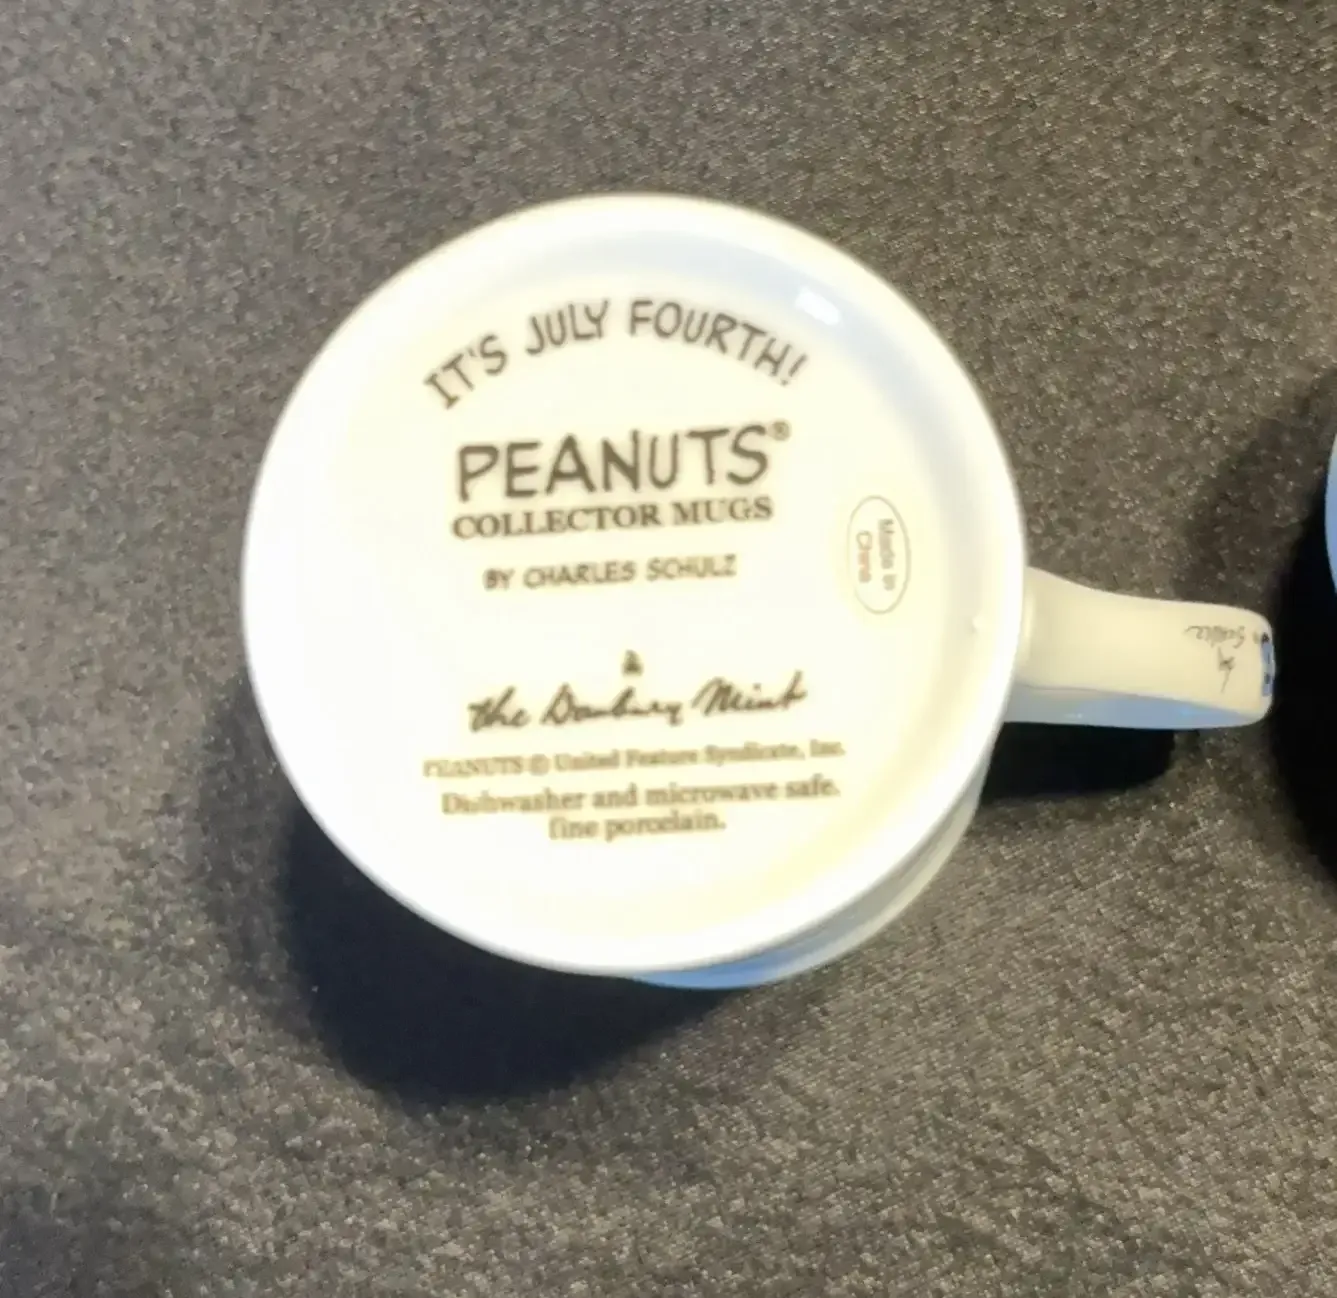 IT'S JULY FOURTH!
PEANUTS®
COLLECTOR MUGS
BY CHARLES SCHULZ
&
the Danbury Mint
PEANUTS © United Feature Syndicate, Inc.
Dishwasher and microwave safe.
fine porcelain.
Made in
China
Schulz